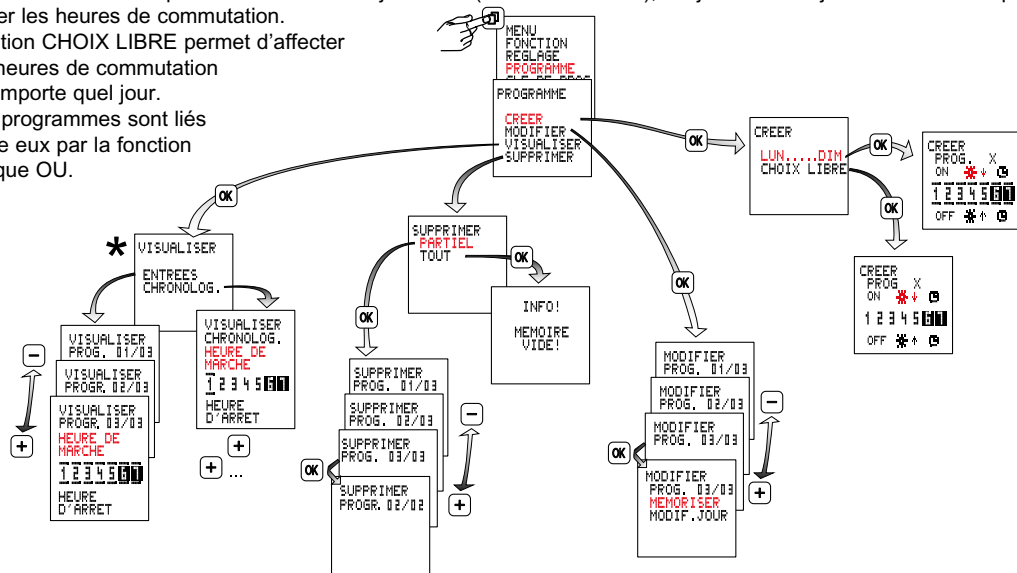 er les heures de commutation.
tion CHOIX LIBRE permet d'affecter
heures de commutation
importe quel jour.
programmes sont liés
e eux par la fonction
que OU.
MENU
FONCTION
REGLAGE
PROGRAMME
PROGRAMME
CREER
MODIFIER
VISUALISER
SUPPRIMER
OK
CREER
LUN.....DIM
CHOIX LIBRE
OK
OK
CREER
PROG. X
ON
1 2 3 4 5 6 7
OFF
CREER
PROG X
ON
1 2 3 4 5 6 7
OFF
OK
* VISUALISER
ENTREES
CHRONOLOG.
VISUALISER
PROG. 01/03
VISUALISER
PROGR. 02/03
VISUALISER
PROGR. 03/03
HEURE DE
MARCHE
1 2 3 4 5 6 7
HEURE
D'ARRET
-
+
VISUALISER
CHRONOLOG.
HEURE DE
MARCHE
1 2 3 4 5 6 7
HEURE
D'ARRET
+
+ ...
SUPPRIMER
PARTIEL
TOUT
OK
INFO!
MEMOIRE
VIDE!
OK
SUPPRIMER
PROG. 01/03
SUPPRIMER
PROG. 02/03
SUPPRIMER
PROG. 03/03
OK
SUPPRIMER
PROGR. 02/02
-
+
OK
MODIFIER
PROG. 01/03
MODIFIER
PROG. 02/03
MODIFIER
PROG. 03/03
OK
MODIFIER
PROG. 03/03
MEMORISER
MODIF.JOUR
-
+